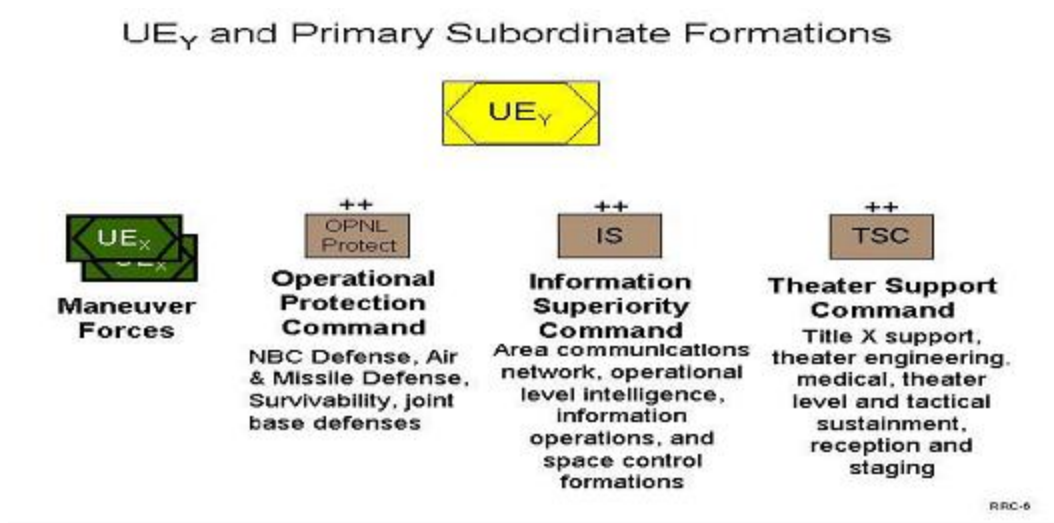 UEY and Primary Subordinate Formations
UEY
UEX
UEX
Maneuver
Forces
++
OPNL
Protect
Operational
Protection
Command
NBC Defense, Air
& Missile Defense,
Survivability, joint
base defenses
++
IS
Information
Superiority
Command
Area communications
network, operational
level intelligence,
information
operations, and
space control
formations
++
TSC
Theater Support
Command
Title X support,
theater engineering.
medical, theater
level and tactical
sustainment,
reception and
staging
RRC-6